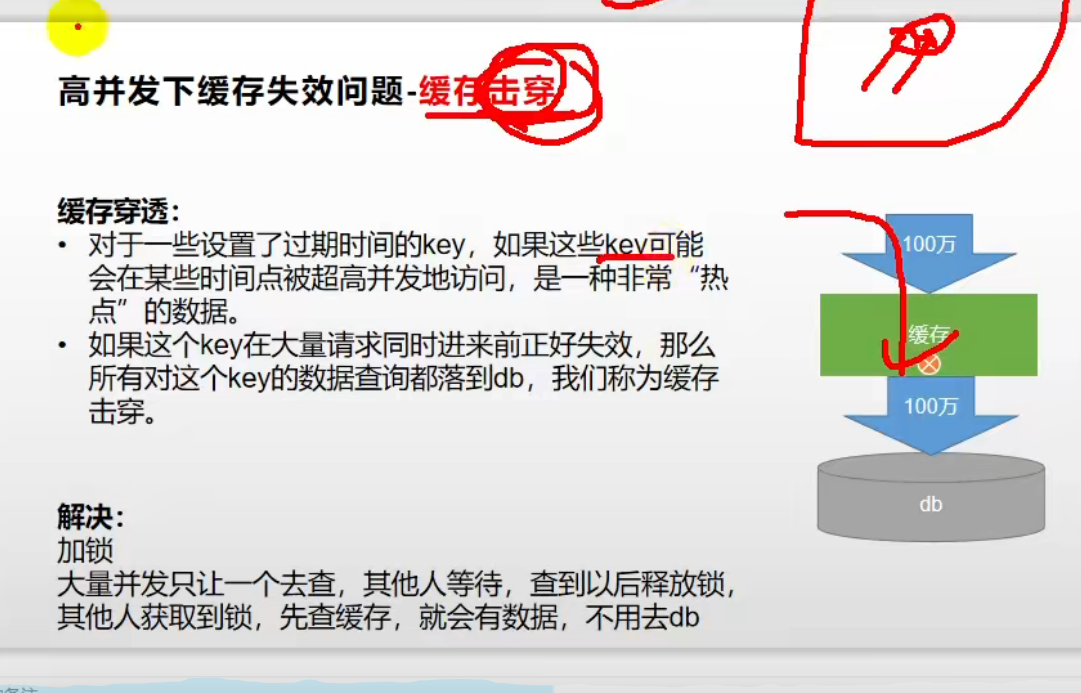 高并发下缓存失效问题-缓存击穿
缓存穿透：
• 对于一些设置了过期时间的key，如果这些key可能
会在某些时间点被超高并发地访问，是一种非常“热
点”的数据。
• 如果这个key在大量请求同时进来前正好失效，那么
所有对这个key的数据查询都落到db，我们称为缓存
击穿。
解决：
加锁
大量并发只让一个去查，其他人等待，查到以后释放锁，
其他人获取到锁，先查缓存，就会有数据，不用去db
100万
缓存
100万
db